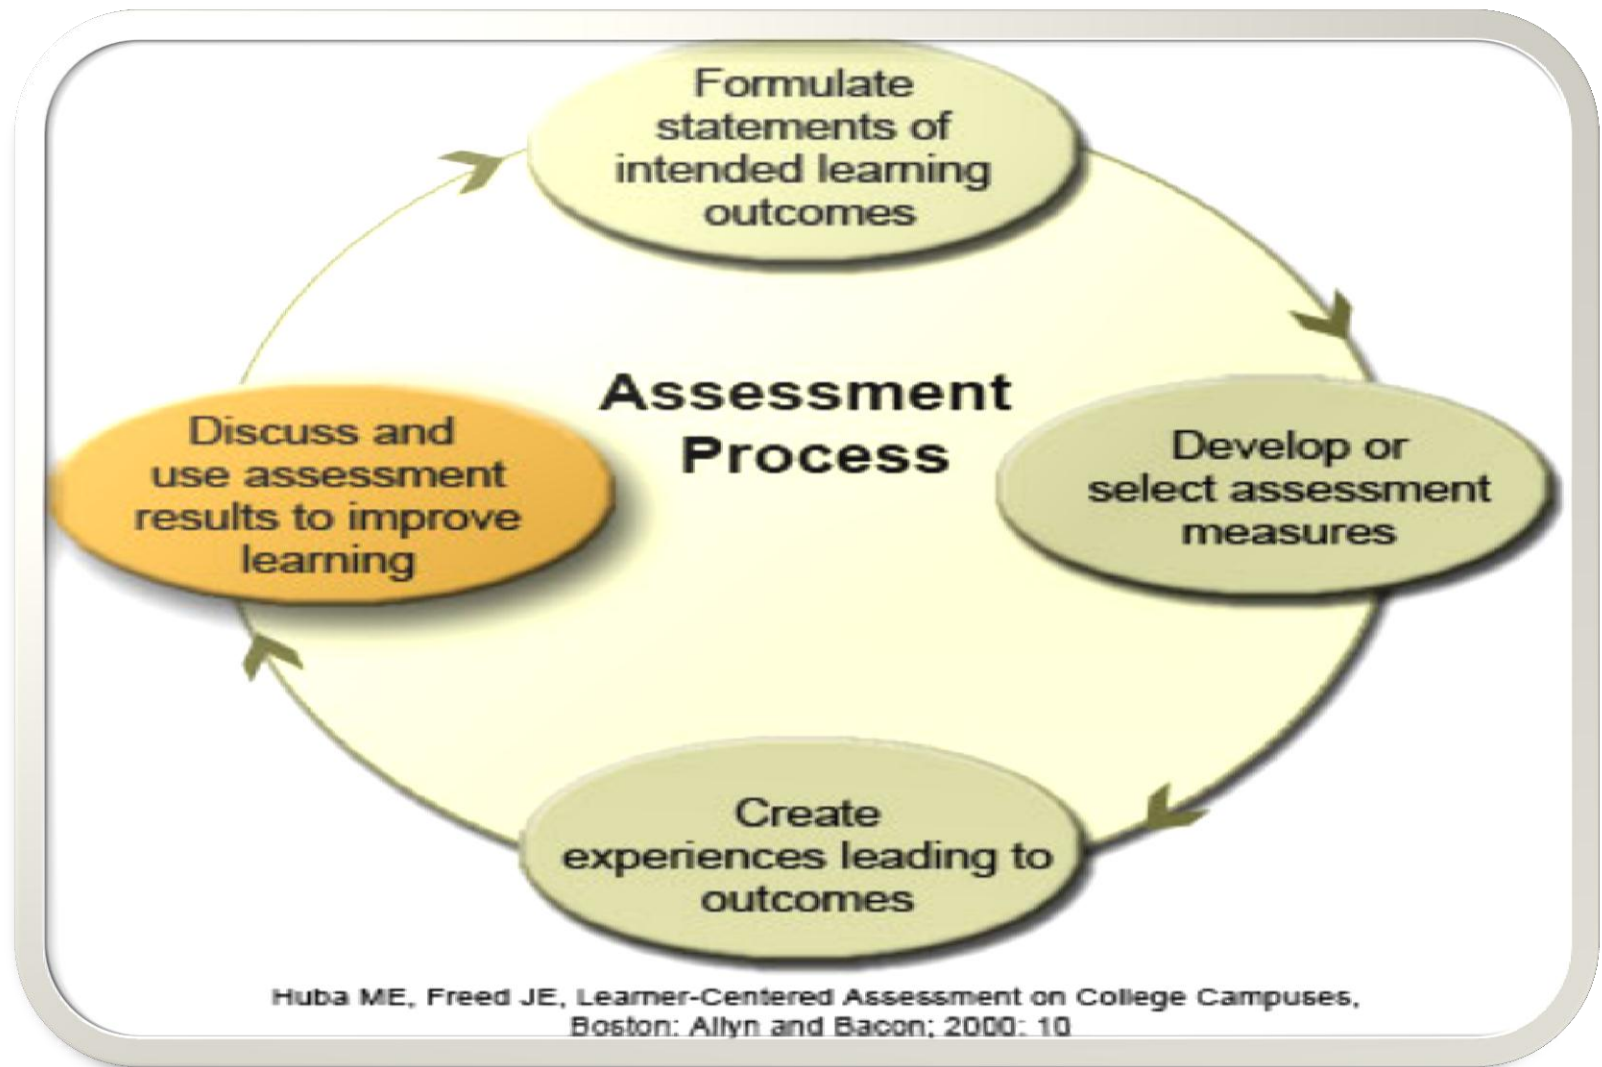 Formulate
statements of
intended learning
outcomes
Assessment
Process
Discuss and
use assessment
results to improve
learning
Develop or
select assessment
measures
Create
experiences leading to
outcomes
Huba ME, Freed JE, Learner-Centered Assessment on College Campuses,
Boston: Allyn and Bacon; 2000: 10